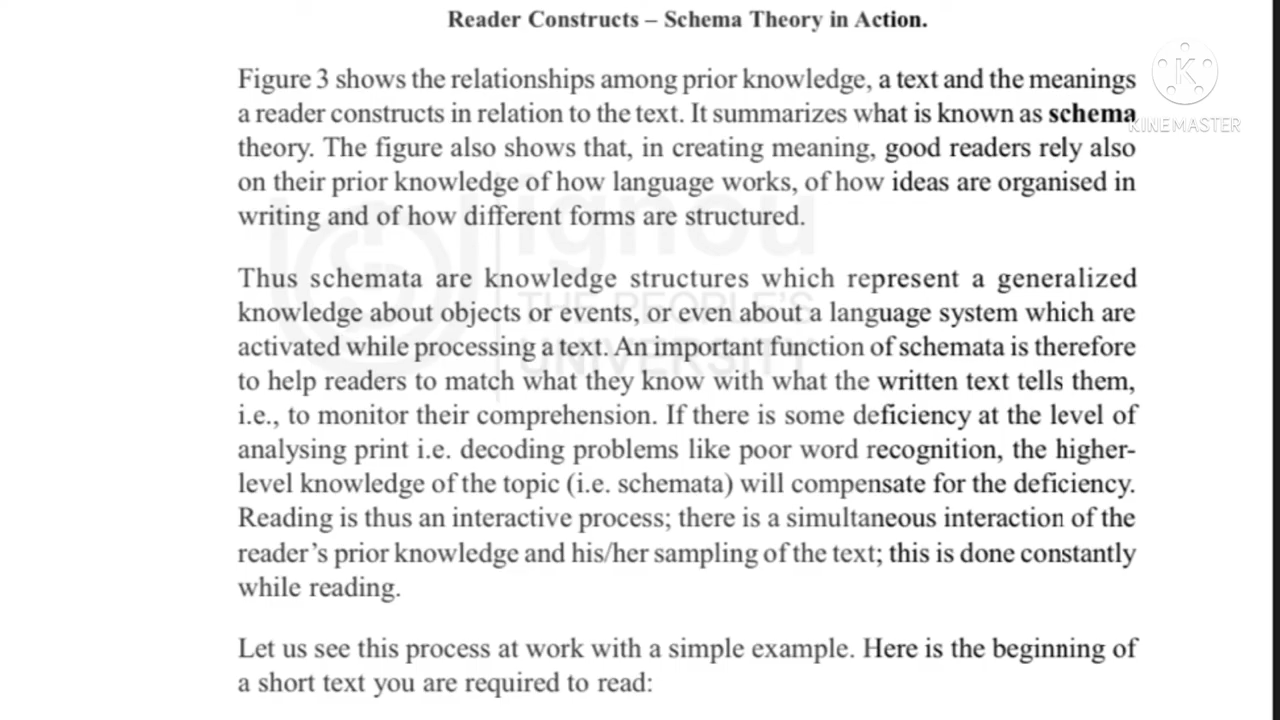 Reader Constructs – Schema Theory in Action.
Figure 3 shows the relationships among prior knowledge, a text and the meanings
a reader constructs in relation to the text. It summarizes what is known as schema
theory. The figure also shows that, in creating meaning, good readers rely also
on their prior knowledge of how language works, of how ideas are organised in
writing and of how different forms are structured.
Thus schemata are knowledge structures which represent a generalized
knowledge about objects or events, or even about a language system which are
activated while processing a text. An important function of schemata is therefore
to help readers to match what they know with what the written text tells them,
i.e., to monitor their comprehension. If there is some deficiency at the level of
analysing print i.e. decoding problems like poor word recognition, the higher-
level knowledge of the topic (i.e. schemata) will compensate for the deficiency.
Reading is thus an interactive process; there is a simultaneous interaction of the
reader's prior knowledge and his/her sampling of the text; this is done constantly
while reading.
Let us see this process at work with a simple example. Here is the beginning of
a short text you are required to read:
K
KINEMASTER
ignou
THE PEOPLE'S
UNIVERSITY